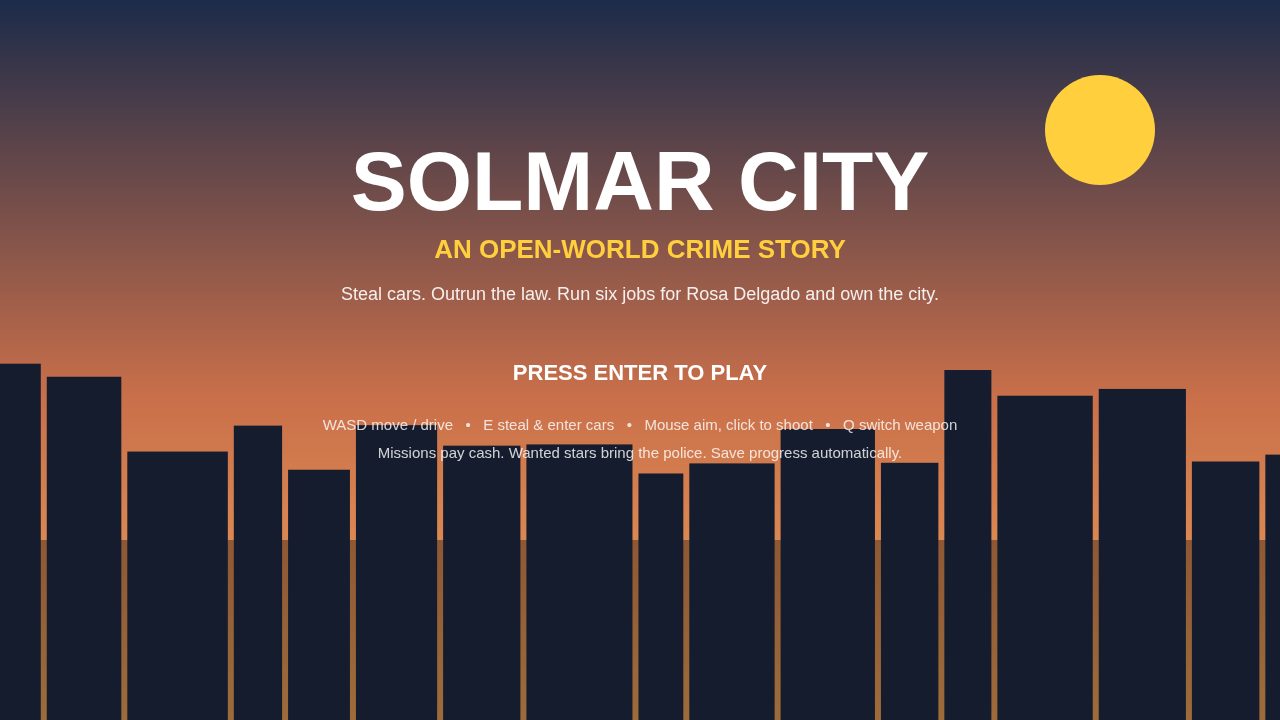 SOLMAR CITY
AN OPEN-WORLD CRIME STORY
Steal cars. Outrun the law. Run six jobs for Rosa Delgado and own the city.
PRESS ENTER TO PLAY
WASD move / drive • E steal & enter cars • Mouse aim, click to shoot • Q switch weapon
Missions pay cash. Wanted stars bring the police. Save progress automatically.